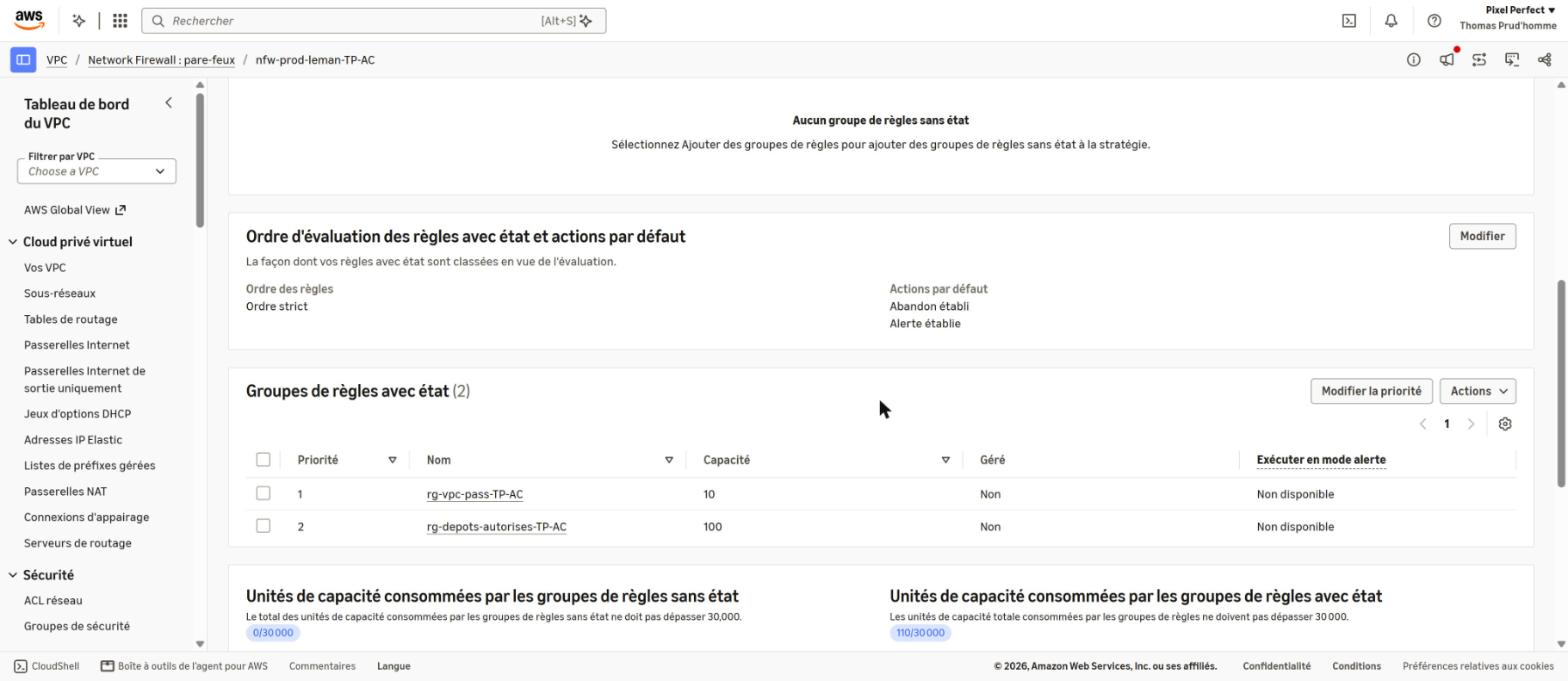 aws
Rechercher
[Alt+S]
Pixel Perfect ▼
Thomas Prud'homme
VPC / Network Firewall : pare-feux / nfw-prod-leman-TP-AC
Tableau de bord
du VPC
Filtrer par VPC
Choose a VPC
AWS Global View
Cloud privé virtuel
Vos VPC
Sous-réseaux
Tables de routage
Passerelles Internet
Passerelles Internet de
sortie uniquement
Jeux d'options DHCP
Adresses IP Elastic
Listes de préfixes gérées
Passerelles NAT
Connexions d'appairage
Serveurs de routage
Sécurité
ACL réseau
Groupes de sécurité
Aucun groupe de règles sans état
Sélectionnez Ajouter des groupes de règles pour ajouter des groupes de règles sans état à la stratégie.
Ordre d'évaluation des règles avec état et actions par défaut
Modifier
La façon dont vos règles avec état sont classées en vue de l'évaluation.
Ordre des règles
Ordre strict
Actions par défaut
Abandon établi
Alerte établie
Groupes de règles avec état (2)
Modifier la priorité
Actions
1
Priorité Nom Capacité Géré Exécuter en mode alerte
1 rg-vpc-pass-TP-AC 10 Non Non disponible
2 rg-depots-autorises-TP-AC 100 Non Non disponible
Unités de capacité consommées par les groupes de règles sans état
Le total des unités de capacité consommées par les groupes de règles sans état ne doit pas dépasser 30,000.
0/30 000
Unités de capacité consommées par les groupes de règles avec état
Les unités de capacité totale consommées par les groupes de règles ne doivent pas dépasser 30 000.
110/30 000
CloudShell
Boîte à outils de l'agent pour AWS
Commentaires
Langue
© 2026, Amazon Web Services, Inc. ou ses affiliés.
Confidentialité
Conditions
Préférences relatives aux cookies